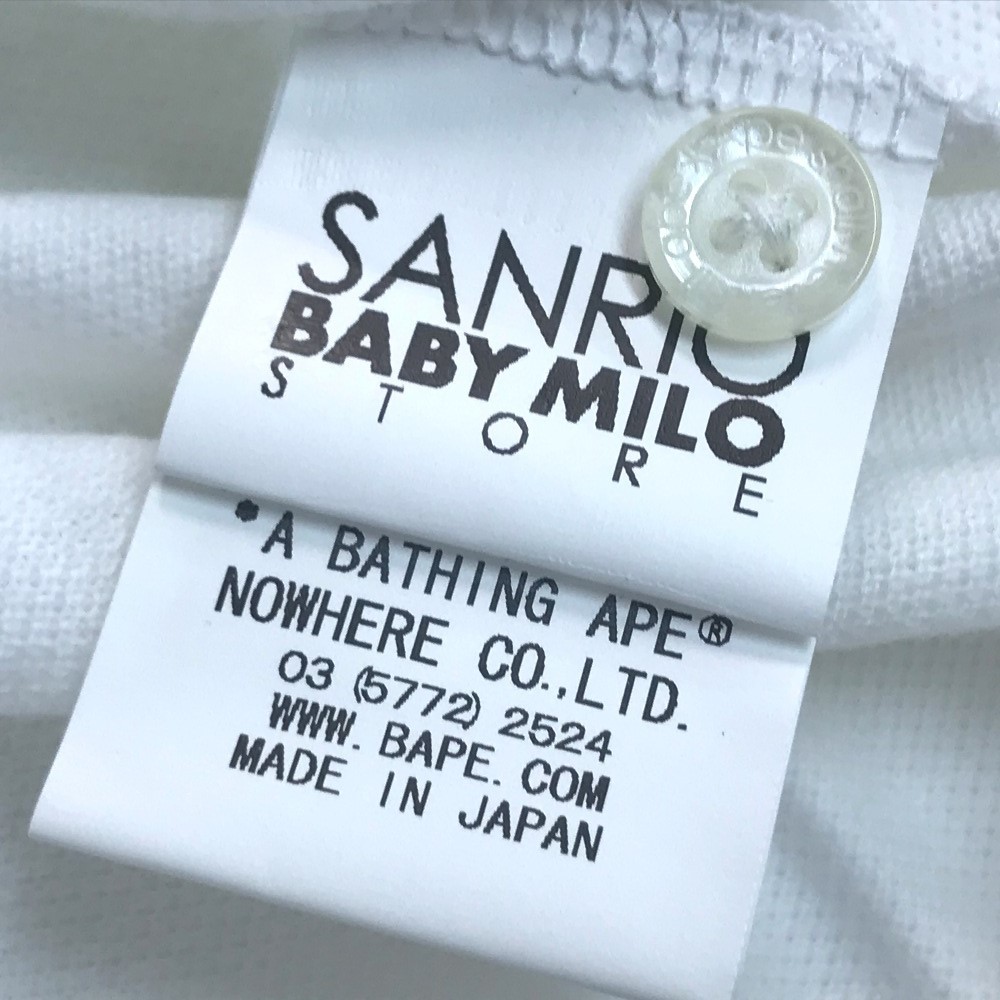 SANRIO
BABY MILO
STORE
•A BATHING APE®
NOWHERE CO.,LTD.
03 (5772) 2524
WWW. BAPE. COM
MADE IN JAPAN